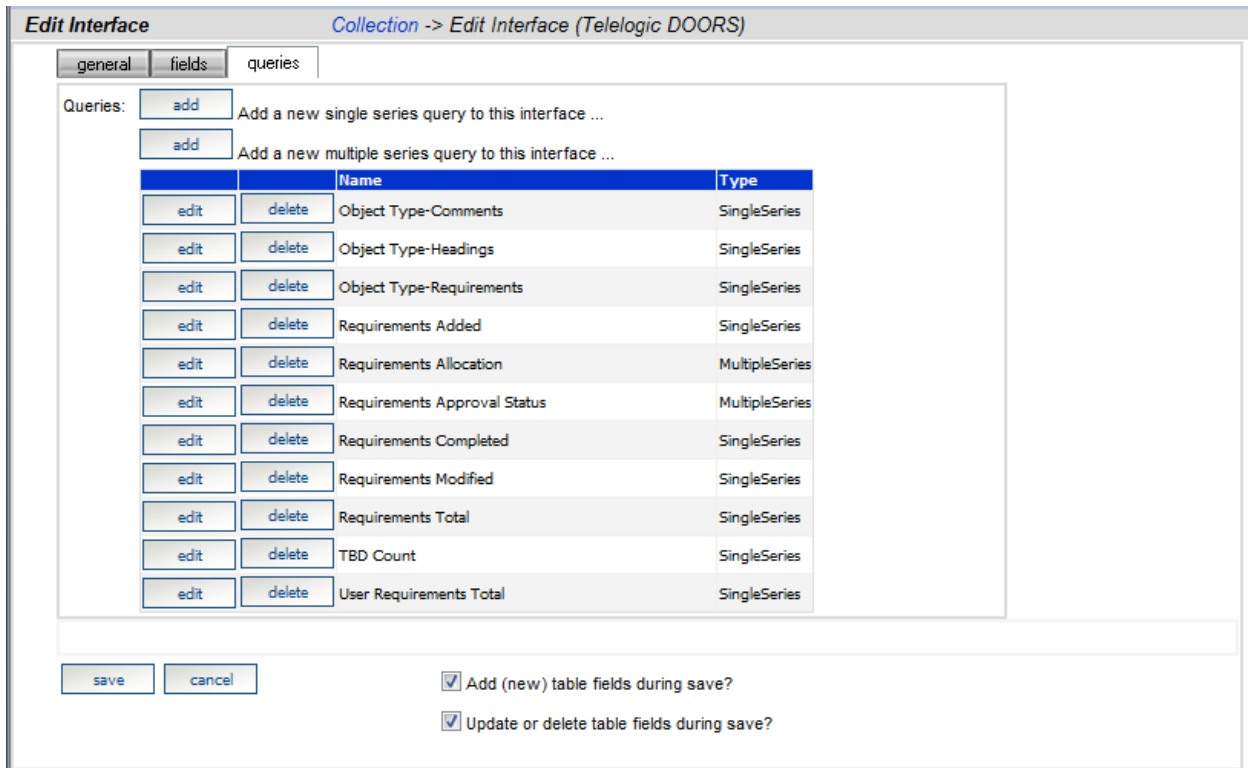 Edit Interface Collection -> Edit Interface (Telelogic DOORS)
general fields queries
Queries: add Add a new single series query to this interface ...
add Add a new multiple series query to this interface ...
Name Type
edit delete Object Type-Comments SingleSeries
edit delete Object Type-Headings SingleSeries
edit delete Object Type-Requirements SingleSeries
edit delete Requirements Added SingleSeries
edit delete Requirements Allocation MultipleSeries
edit delete Requirements Approval Status MultipleSeries
edit delete Requirements Completed SingleSeries
edit delete Requirements Modified SingleSeries
edit delete Requirements Total SingleSeries
edit delete TBD Count SingleSeries
edit delete User Requirements Total SingleSeries
save cancel Add (new) table fields during save?
Update or delete table fields during save?